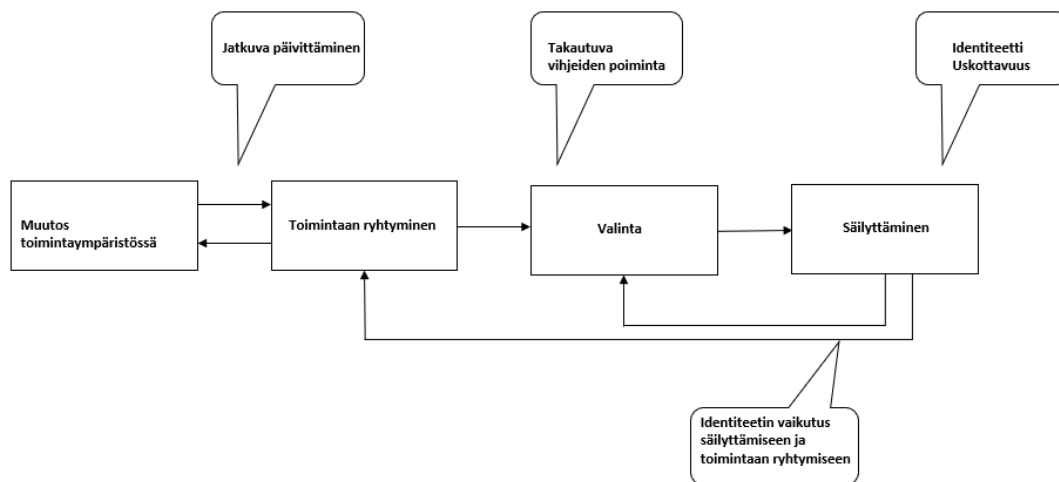 Jatkuva päivittäminen
Takautuva
vihjeiden poiminta
Identiteetti
Uskottavuus
Muutos
toimintaympäristössä
Toimintaan ryhtyminen
Valinta
Säilyttäminen
Identiteetin vaikutus
säilyttämiseen ja
toimintaan ryhtymiseen